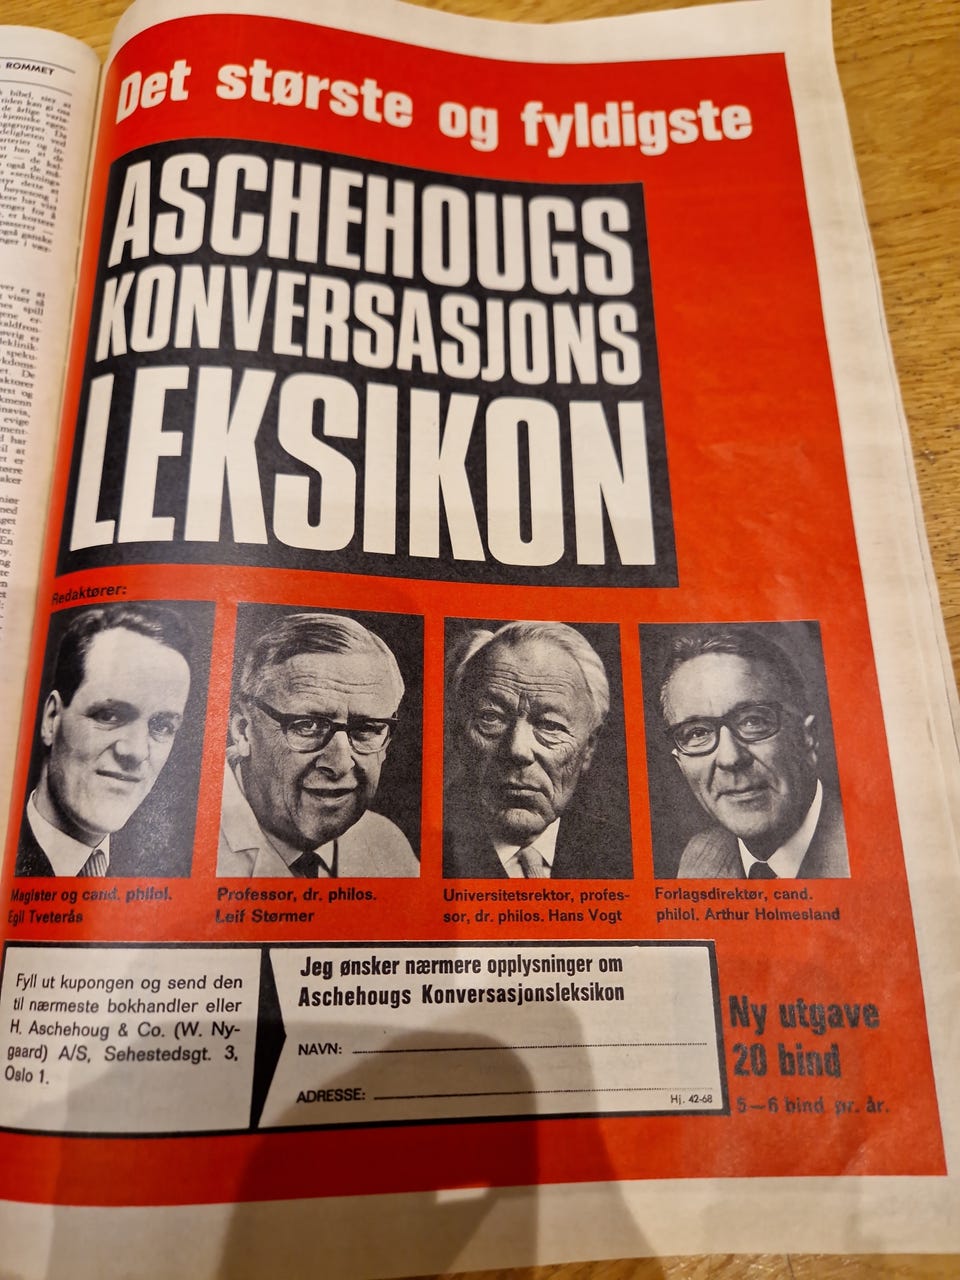 ROMMET
Det største og fyldigste
ASCHEHOUGS
KONVERSASJONS
LEKSIKON
Redaktører:
Magister og cand. philol.
Egil Tveterås
Professor, dr. philos.
Leif Størmer
Universitetsrektor, profes-
sor, dr. philos. Hans Vogt
Forlagsdirektør, cand.
philol. Arthur Holmesland
Fyll ut kupongen og send den
til nærmeste bokhandler eller
H. Aschehoug & Co. (W. Ny-
gaard) A/S, Sehestedsgt. 3,
Oslo 1.
Jeg ønsker nærmere opplysninger om
Aschehougs Konversasjonsleksikon
NAVN:
ADRESSE:
Hj. 42-68
Ny utgave
20 bind
5—6 bind pr. år.